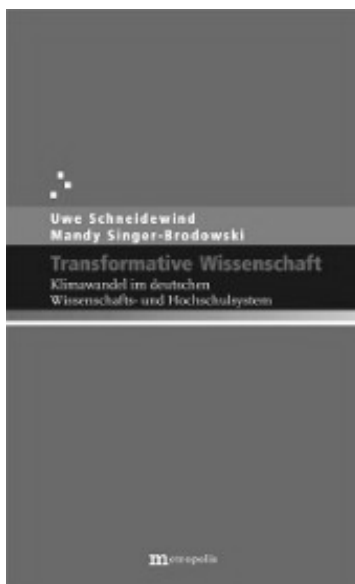 Uwe Schneidewind
Mandy Singer-Brodowski
Transformative Wissenschaft
Klimawandel im deutschen
Wissenschafts- und Hochschulsystem
metropolis